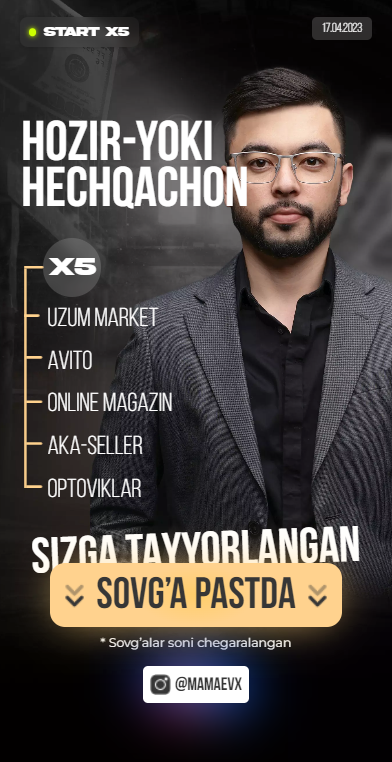 START X5
17.04.2023
HOZIR-YOKI
HECHQACHON
X5
UZUM MARKET
AVITO
ONLINE MAGAZIN
AKA-SELLER
OPTOVIKLAR
SIZGA TAYYORLANGAN
SOVG'A PASTDA
* Sovg'alar soni chegaralangan
@MAMAEVX